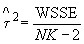 τ̂² = WSSE / (NK − 2)